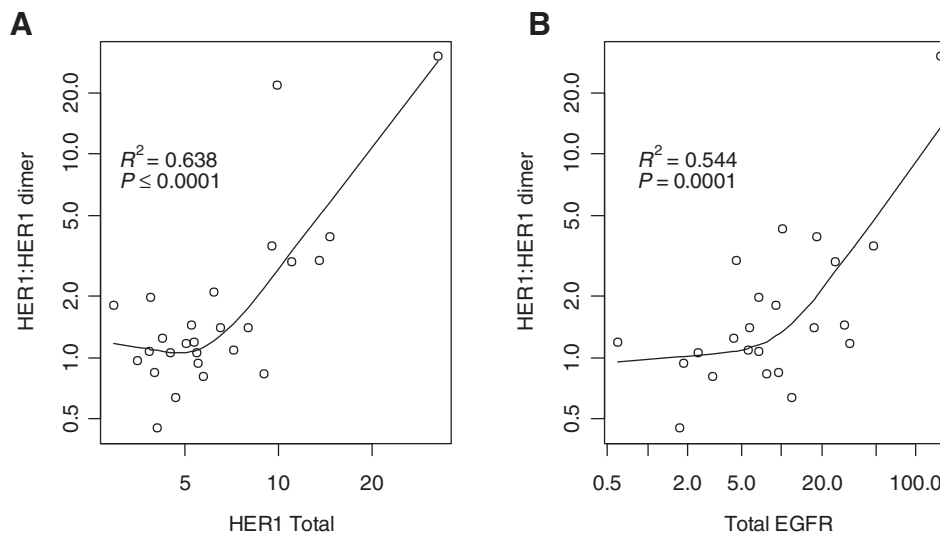 A
HER1:HER1 dimer
20.0
10.0
5.0
2.0
1.0
0.5
R² = 0.638
P ≤ 0.0001
5 10 20
HER1 Total
B
HER1:HER1 dimer
20.0
10.0
5.0
2.0
1.0
0.5
R² = 0.544
P = 0.0001
0.5 2.0 5.0 20.0 100.0
Total EGFR